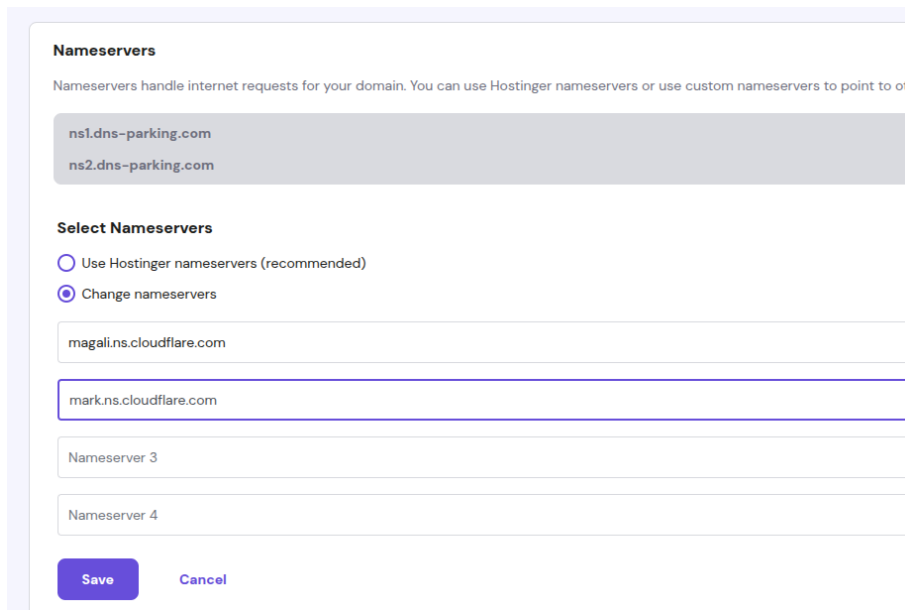 Nameservers
Nameservers handle internet requests for your domain. You can use Hostinger nameservers or use custom nameservers to point to
ns1.dns-parking.com
ns2.dns-parking.com
Select Nameservers
Use Hostinger nameservers (recommended)
Change nameservers
magali.ns.cloudflare.com
mark.ns.cloudflare.com
Nameserver 3
Nameserver 4
Save Cancel